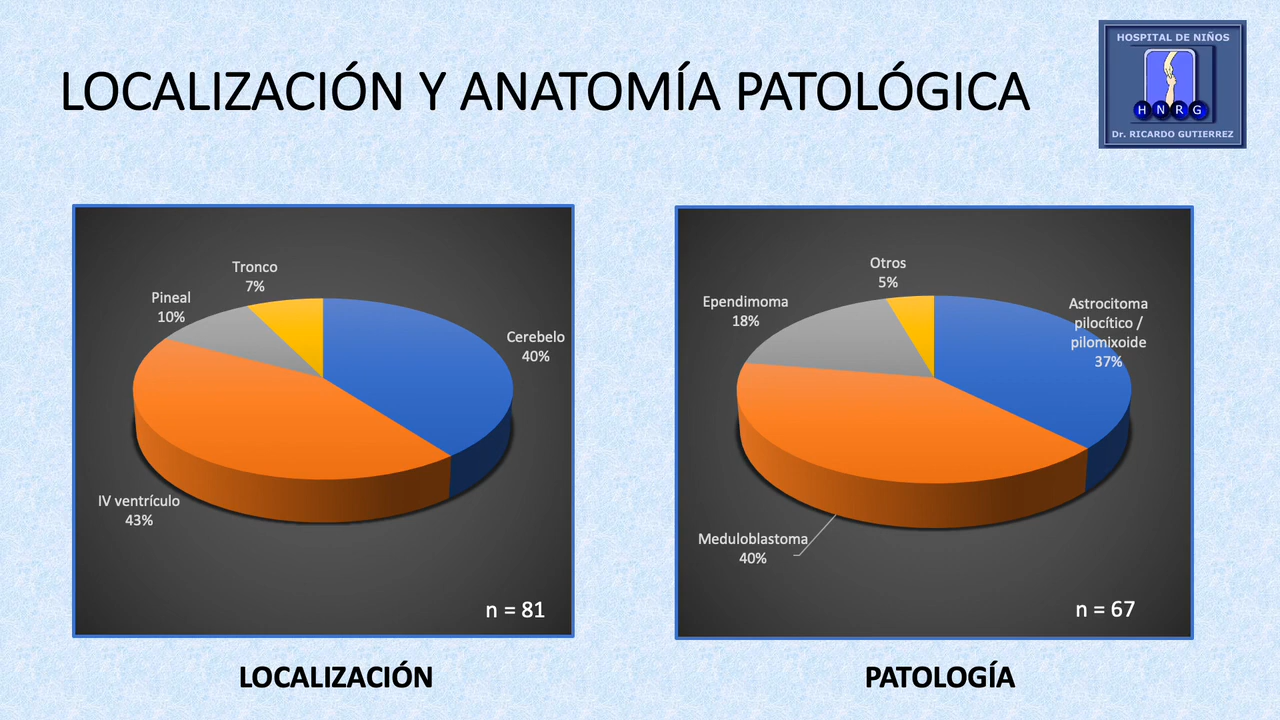 LOCALIZACIÓN Y ANATOMÍA PATOLÓGICA
HOSPITAL DE NIÑOS
H N R G
Dr. RICARDO GUTIERREZ
Tronco
7%
Pineal
10%
Cerebelo
40%
IV ventrículo
43%
n = 81
LOCALIZACIÓN
Otros
5%
Ependimoma
18%
Astrocitoma
pilocítico /
pilomixoide
37%
Meduloblastoma
40%
n = 67
PATOLOGÍA